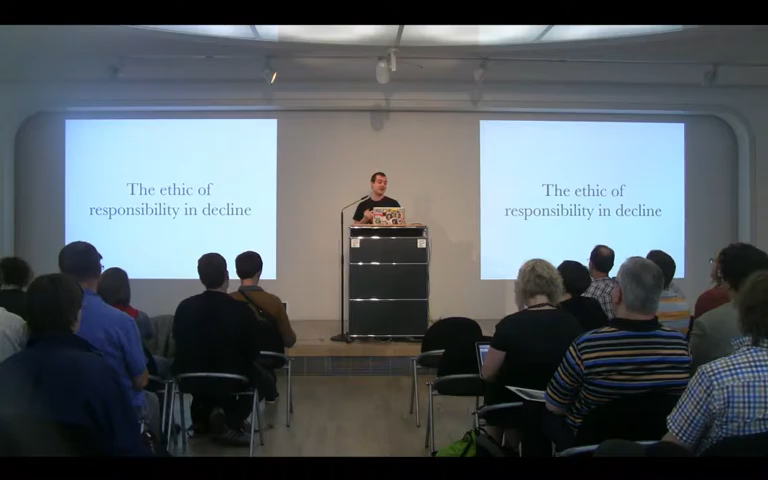 The ethic of
responsibility in decline
The ethic of
responsibility in decline